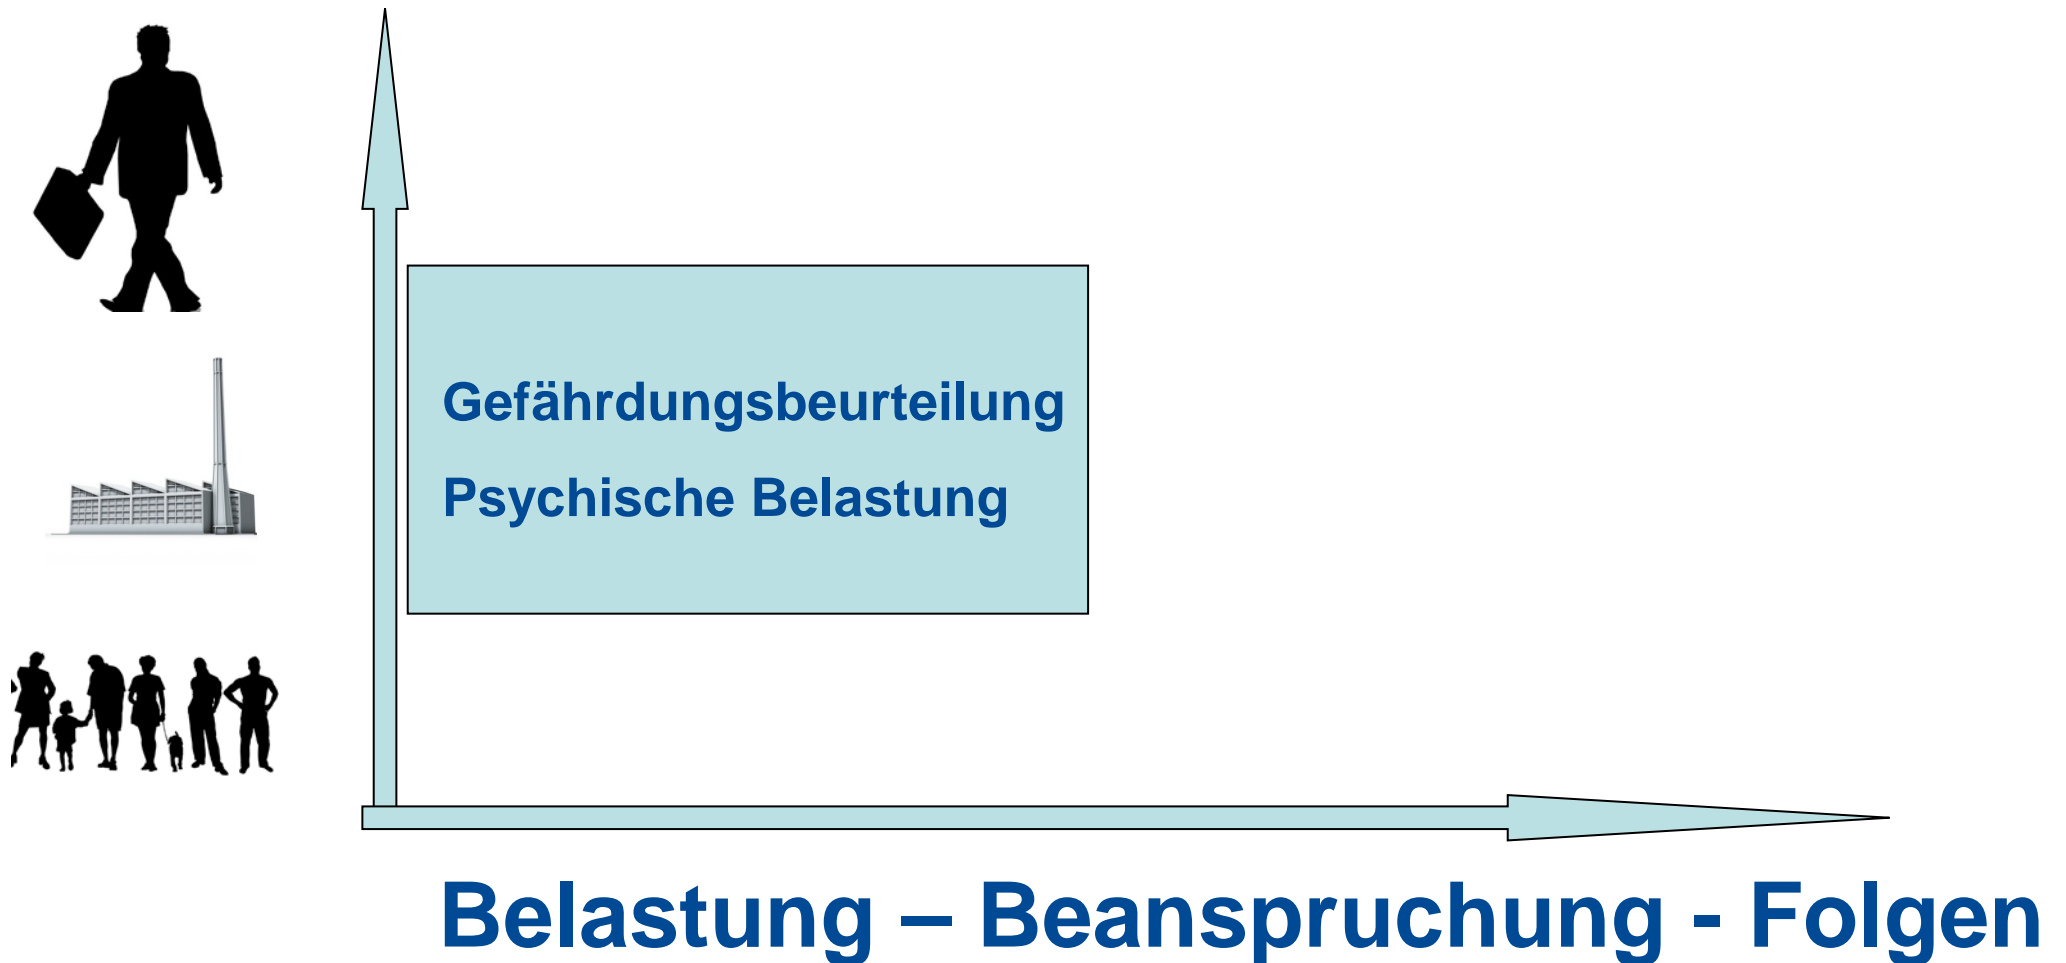 Gefährdungsbeurteilung
Psychische Belastung
Belastung – Beanspruchung - Folgen